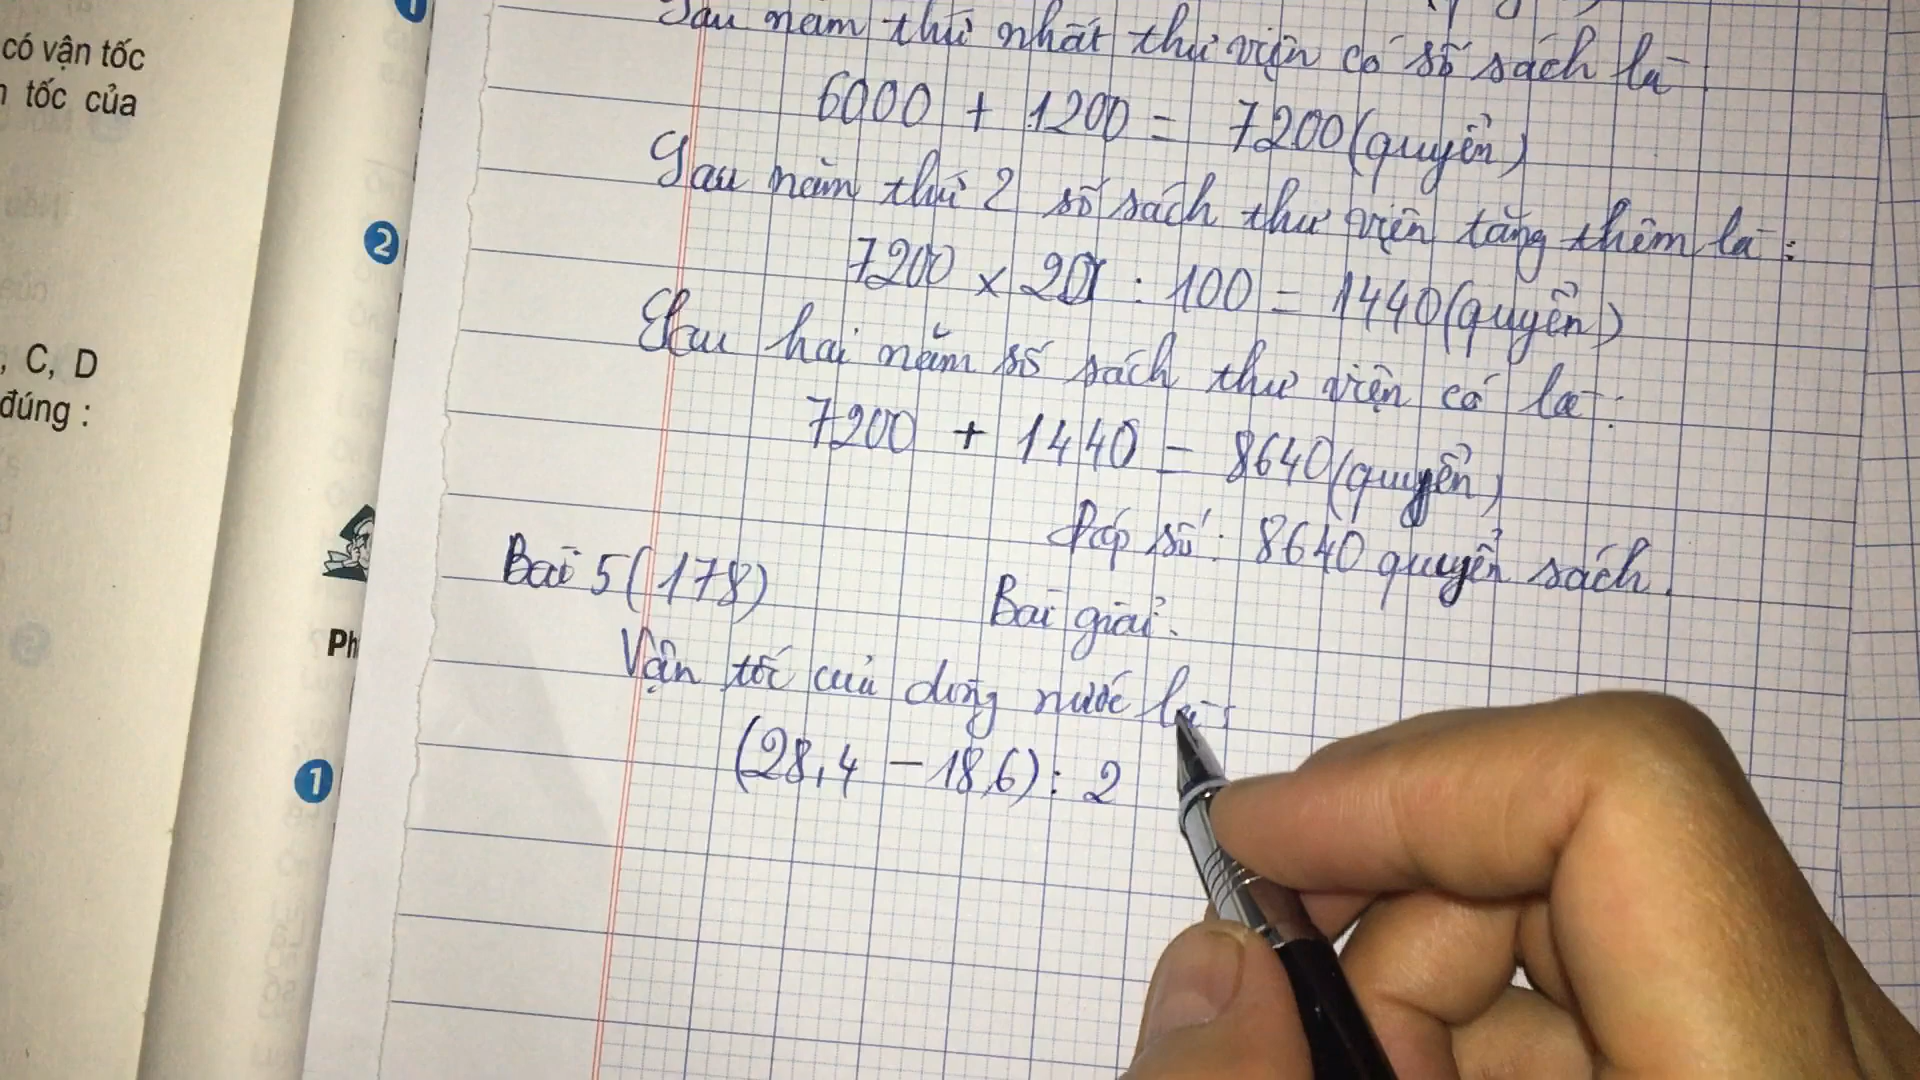 có vận tốc
tốc của
2
, C, D
đúng :
Ph
1
Sau năm thứ nhất thư viện có số sách là
6000 + 1200 = 7200 (quyển)
Sau năm thứ 2 số sách thư viện tăng thêm là :
7200 x 20 : 100 = 1440 (quyển)
Sau hai năm số sách thư viện có là :
7200 + 1440 = 8640 (quyển)
Đáp số : 8640 quyển sách.
Bài 5 (178)
Bài giải.
Vận tốc của dòng nước là :
(28,4 - 18,6) : 2